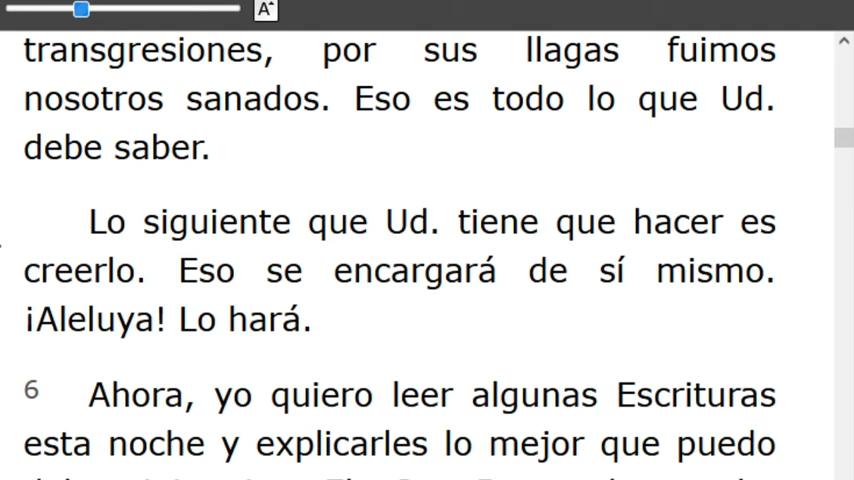 A
transgresiones, por sus llagas fuimos
nosotros sanados. Eso es todo lo que Ud.
debe saber.
Lo siguiente que Ud. tiene que hacer es
creerlo. Eso se encargará de sí mismo.
¡Aleluya! Lo hará.
6 Ahora, yo quiero leer algunas Escrituras
esta noche y explicarles lo mejor que puedo